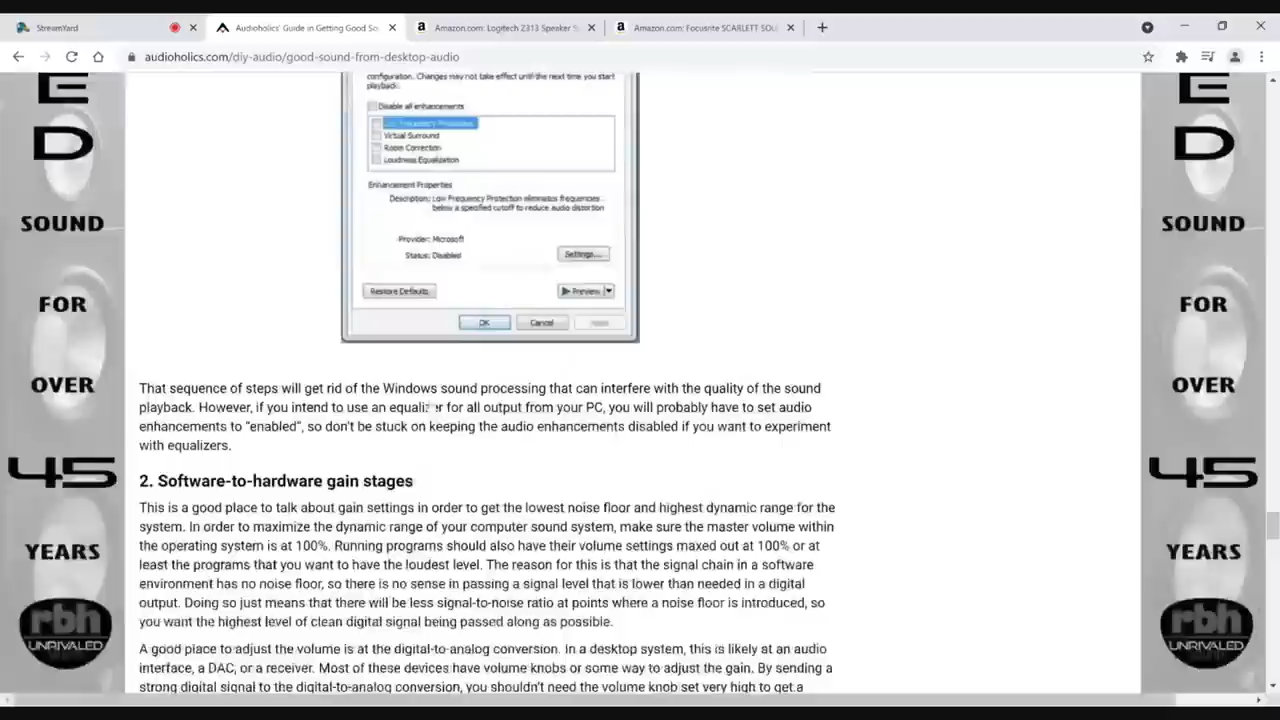 StreamYard
Audioholics' Guide in Getting Good So
Amazon.com: Logitech Z313 Speaker S
Amazon.com: Focusrite SCARLETT SOL
audioholics.com/diy-audio/good-sound-from-desktop-audio
E
D
SOUND
FOR
OVER
45
YEARS
rbh
UNRIVALED
configuration. Changes may not take effect until the next time you start
playback.
Disable all enhancements
Virtual Surround
Room Correction
Loudness Equalization
Enhancement Properties
Description: Low Frequency Protection eliminates frequencies
below a specified cutoff to reduce audio distortion
Provider: Microsoft
Status: Disabled
Settings...
Restore Defaults
Preview
OK
Cancel
That sequence of steps will get rid of the Windows sound processing that can interfere with the quality of the sound
playback. However, if you intend to use an equalizer for all output from your PC, you will probably have to set audio
enhancements to “enabled”, so don’t be stuck on keeping the audio enhancements disabled if you want to experiment
with equalizers.
2. Software-to-hardware gain stages
This is a good place to talk about gain settings in order to get the lowest noise floor and highest dynamic range for the
system. In order to maximize the dynamic range of your computer sound system, make sure the master volume within
the operating system is at 100%. Running programs should also have their volume settings maxed out at 100% or at
least the programs that you want to have the loudest level. The reason for this is that the signal chain in a software
environment has no noise floor, so there is no sense in passing a signal level that is lower than needed in a digital
output. Doing so just means that there will be less signal-to-noise ratio at points where a noise floor is introduced, so
you want the highest level of clean digital signal being passed along as possible.
A good place to adjust the volume is at the digital-to-analog conversion. In a desktop system, this is likely at an audio
interface, a DAC, or a receiver. Most of these devices have volume knobs or some way to adjust the gain. By sending a
strong digital signal to the digital-to-analog conversion, you shouldn’t need the volume knob set very high to get a
E
D
SOUND
FOR
OVER
45
YEARS
rbh
UNRIVALED